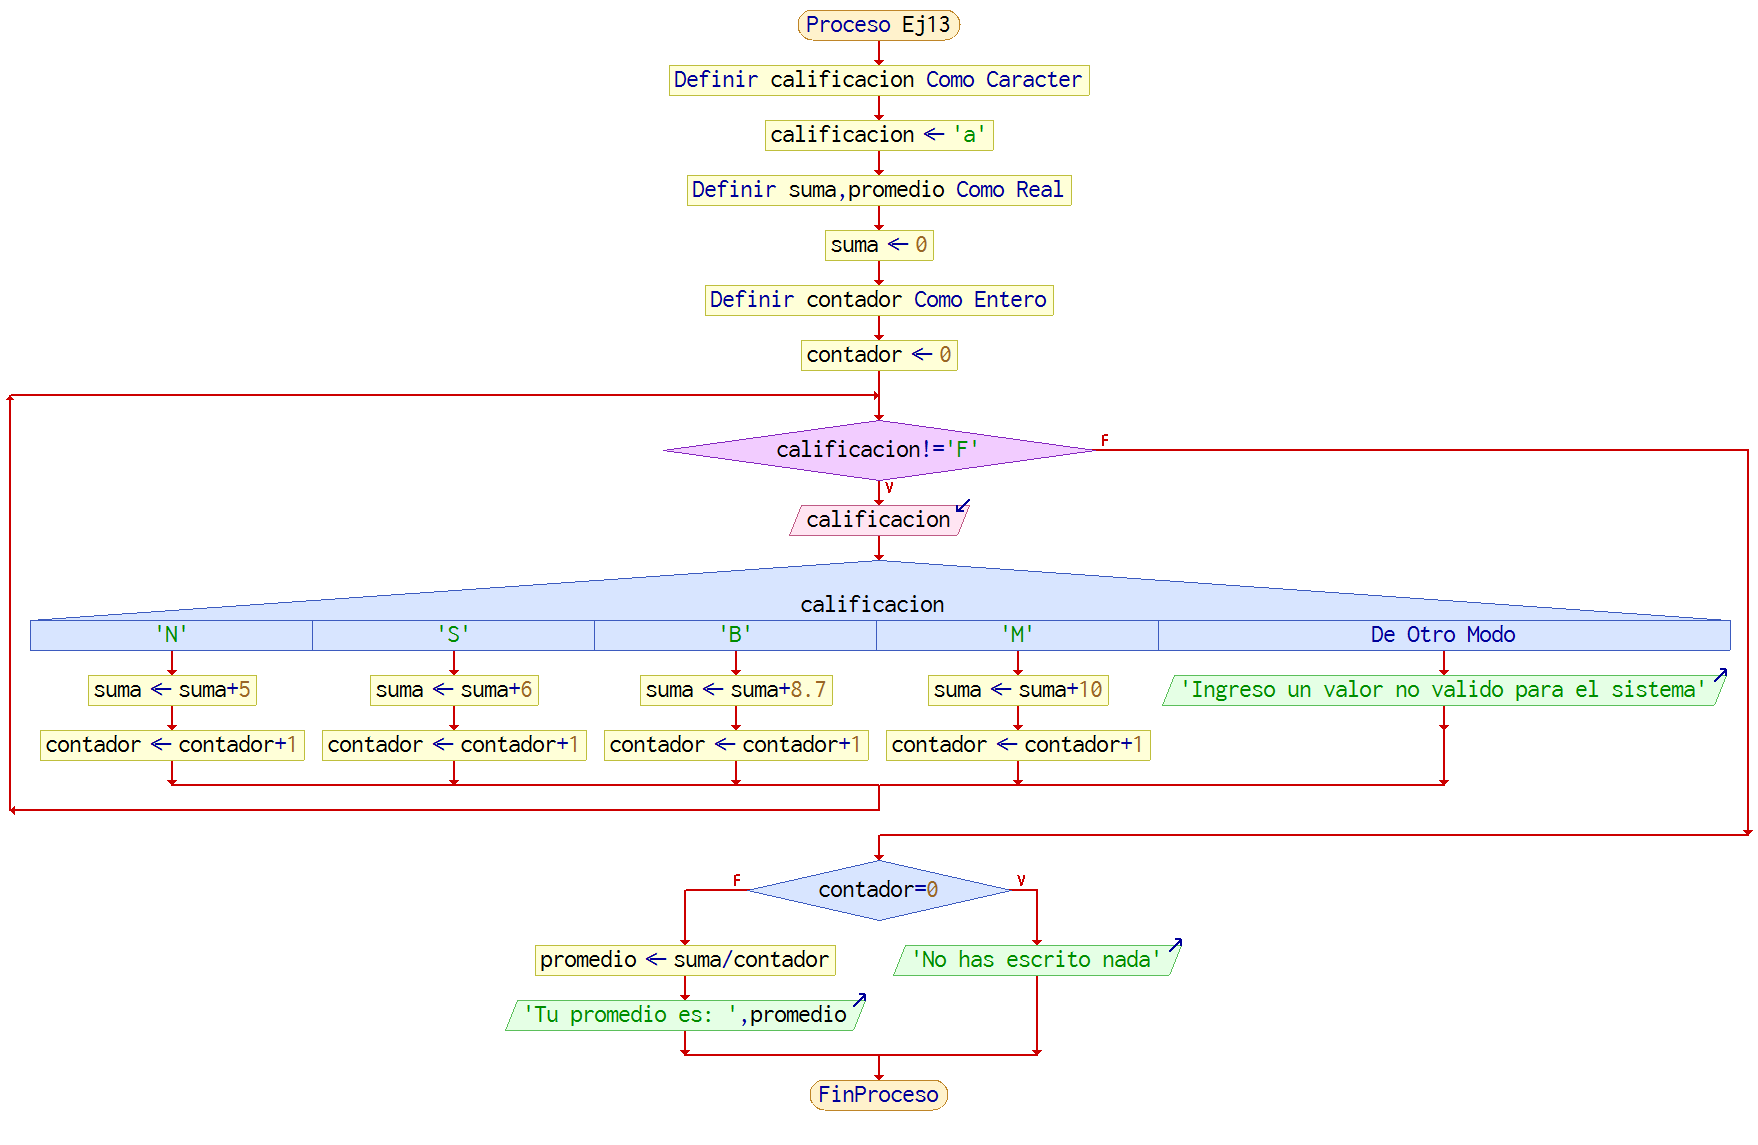 Proceso Ej13
Definir calificacion Como Caracter
calificacion ← 'a'
Definir suma,promedio Como Real
suma ← 0
Definir contador Como Entero
contador ← 0
calificacion!='F'
F
V
calificacion
calificacion
'N' 'S' 'B' 'M' De Otro Modo
suma ← suma+5 suma ← suma+6 suma ← suma+8.7 suma ← suma+10 'Ingreso un valor no valido para el sistema'
contador ← contador+1 contador ← contador+1 contador ← contador+1 contador ← contador+1
F V
contador=0
promedio ← suma/contador 'No has escrito nada'
'Tu promedio es: ',promedio
FinProceso